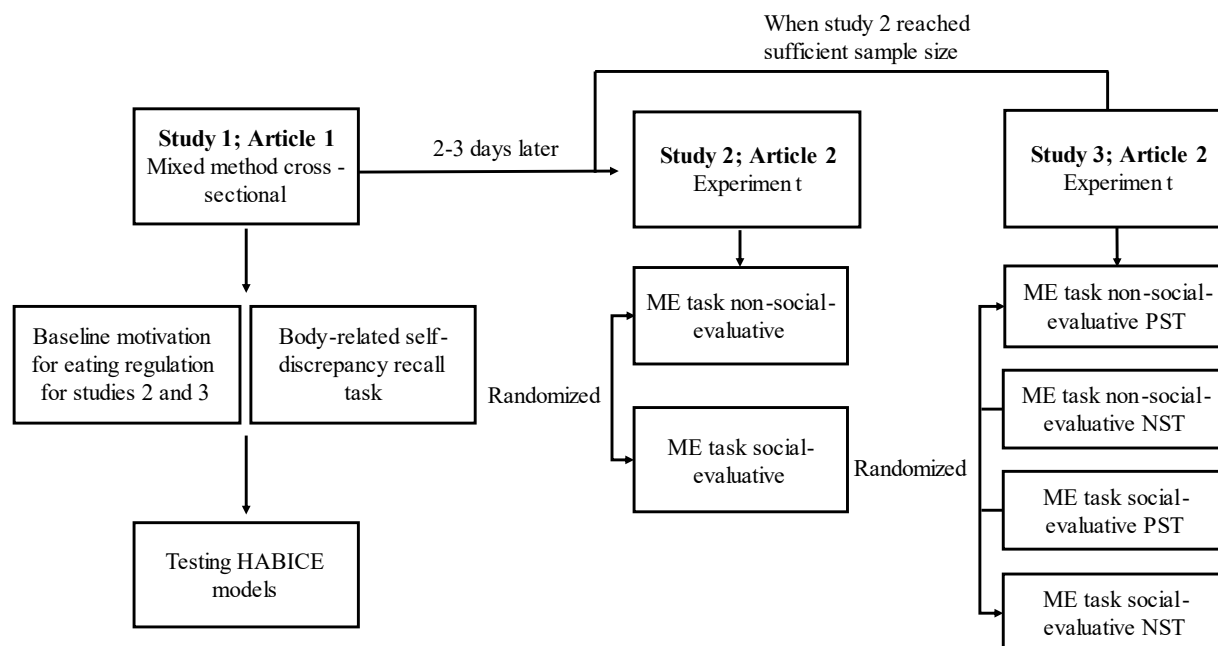 When study 2 reached
sufficient sample size
Study 1; Article 1
Mixed method cross -
sectional
2-3 days later
Study 2; Article 2
Experimen t
Study 3; Article 2
Experimen t
Baseline motivation
for eating regulation
for studies 2 and 3
Body-related self-
discrepancy recall
task
Testing HABICE
models
Randomized
ME task non-social-
evaluative
ME task social-
evaluative
Randomized
ME task non-social-
evaluative PST
ME task non-social-
evaluative NST
ME task social-
evaluative PST
ME task social-
evaluative NST